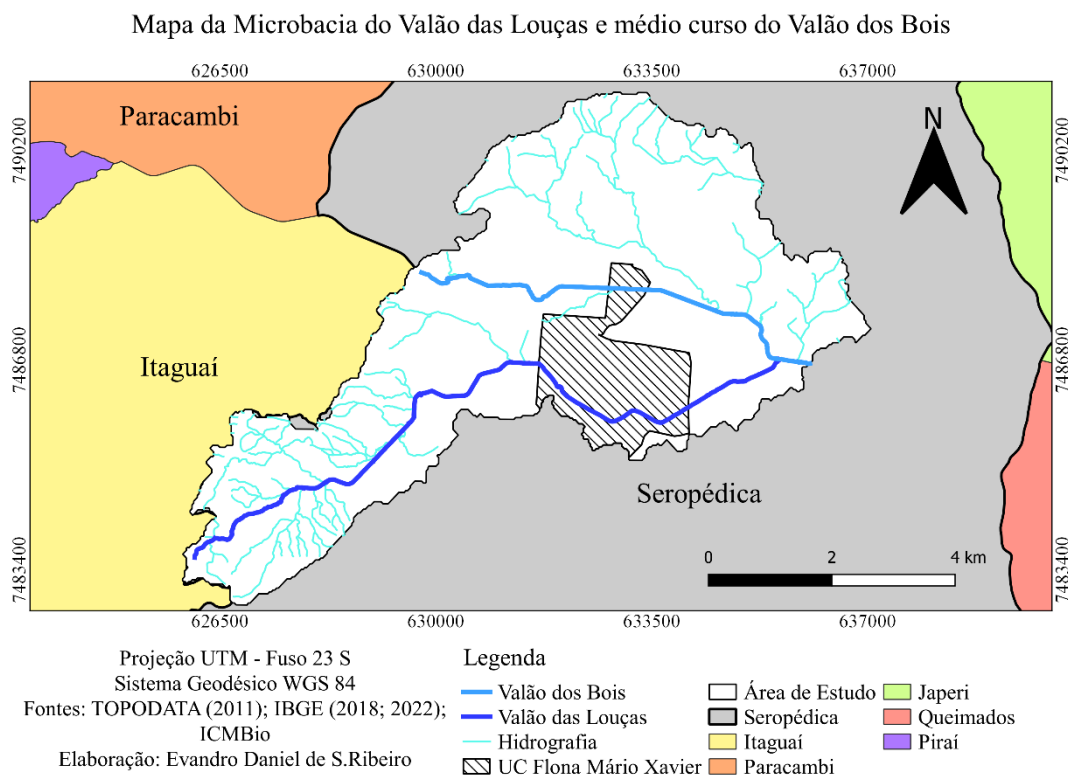 Mapa da Microbacia do Valão das Louças e médio curso do Valão dos Bois
626500 630000 633500 637000
7490200
7486800
7483400
Paracambi
N
7490200
7486800
7483400
Itaguaí
Seropédica
0 2 4 km
626500 630000 633500 637000
Projeção UTM - Fuso 23 S
Sistema Geodésico WGS 84
Fontes: TOPODATA (2011); IBGE (2018; 2022);
ICMBio
Elaboração: Evandro Daniel de S.Ribeiro
Legenda
Valão dos Bois
Valão das Louças
Hidrografia
UC Flona Mário Xavier
Área de Estudo
Seropédica
Itaguaí
Paracambi
Japeri
Queimados
Piraí